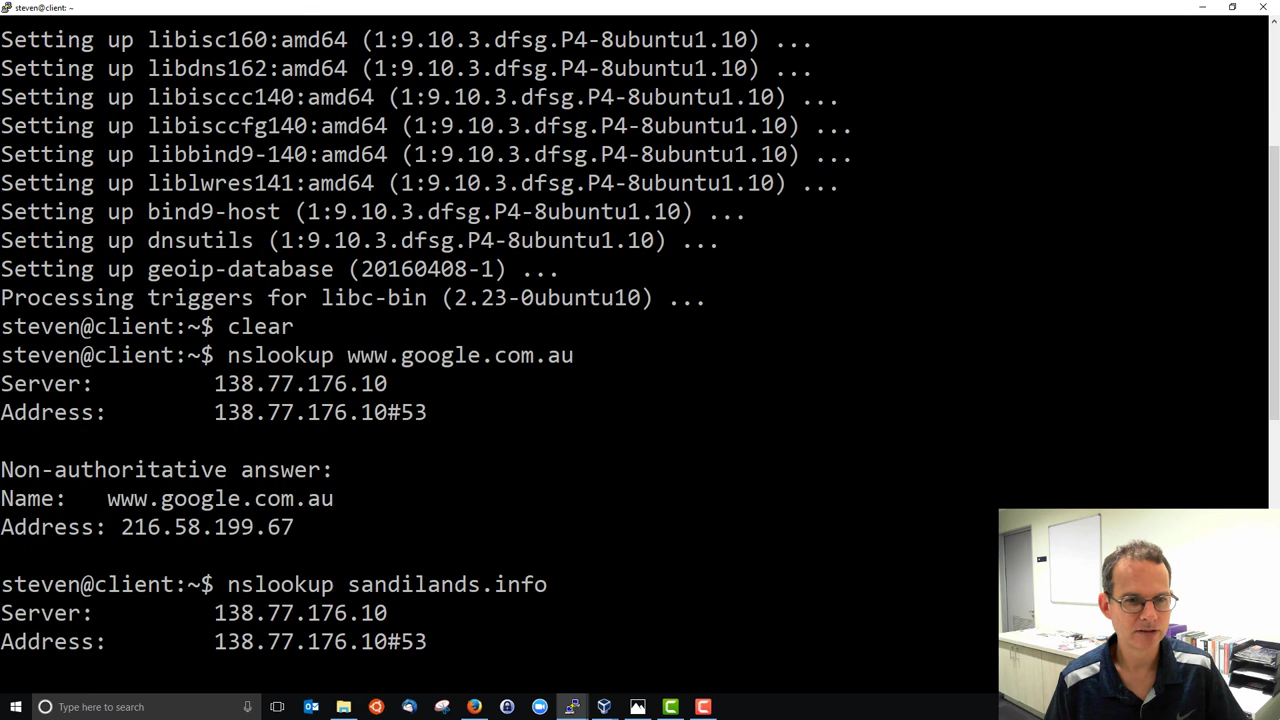 steven@client: ~
Setting up libisc160:amd64 (1:9.10.3.dfsg.P4-8ubuntu1.10) ...
Setting up libdns162:amd64 (1:9.10.3.dfsg.P4-8ubuntu1.10) ...
Setting up libisccc140:amd64 (1:9.10.3.dfsg.P4-8ubuntu1.10) ...
Setting up libisccfg140:amd64 (1:9.10.3.dfsg.P4-8ubuntu1.10) ...
Setting up libbind9-140:amd64 (1:9.10.3.dfsg.P4-8ubuntu1.10) ...
Setting up liblwres141:amd64 (1:9.10.3.dfsg.P4-8ubuntu1.10) ...
Setting up bind9-host (1:9.10.3.dfsg.P4-8ubuntu1.10) ...
Setting up dnsutils (1:9.10.3.dfsg.P4-8ubuntu1.10) ...
Setting up geoip-database (20160408-1) ...
Processing triggers for libc-bin (2.23-0ubuntu10) ...
steven@client:~$ clear
steven@client:~$ nslookup www.google.com.au
Server: 138.77.176.10
Address: 138.77.176.10#53
Non-authoritative answer:
Name: www.google.com.au
Address: 216.58.199.67
steven@client:~$ nslookup sandilands.info
Server: 138.77.176.10
Address: 138.77.176.10#53
Type here to search